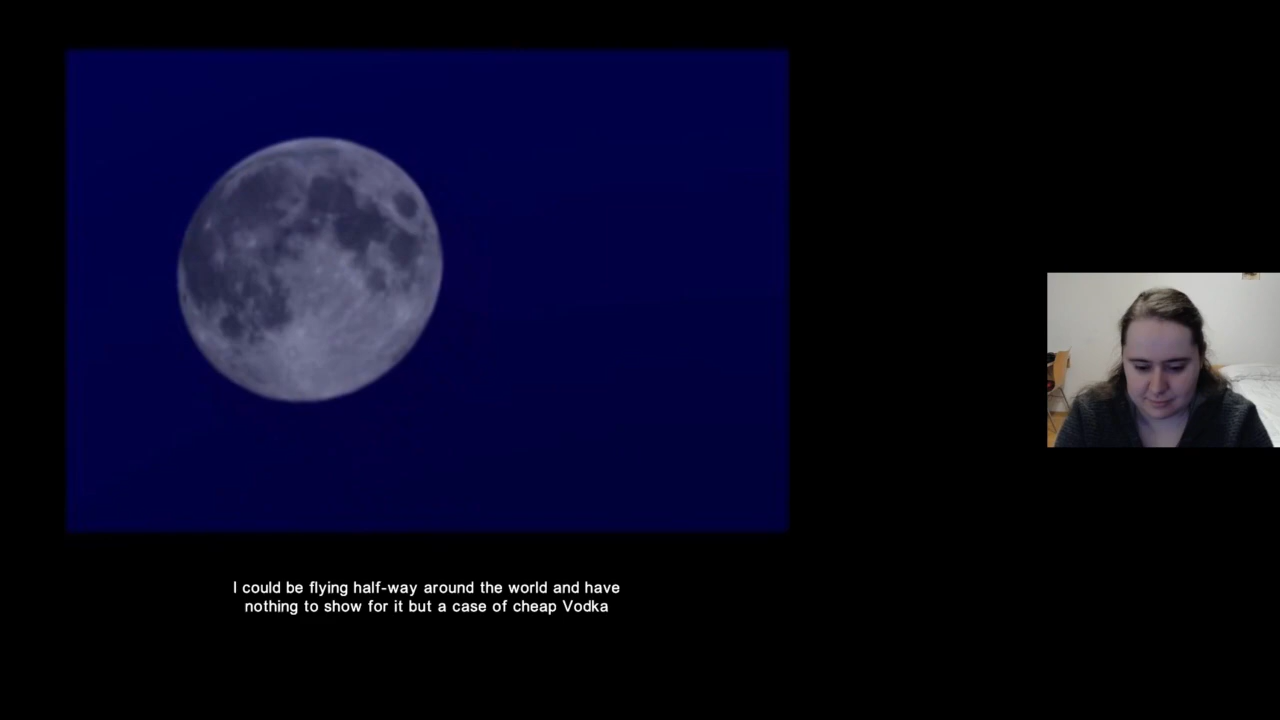 I could be flying half-way around the world and have
nothing to show for it but a case of cheap Vodka